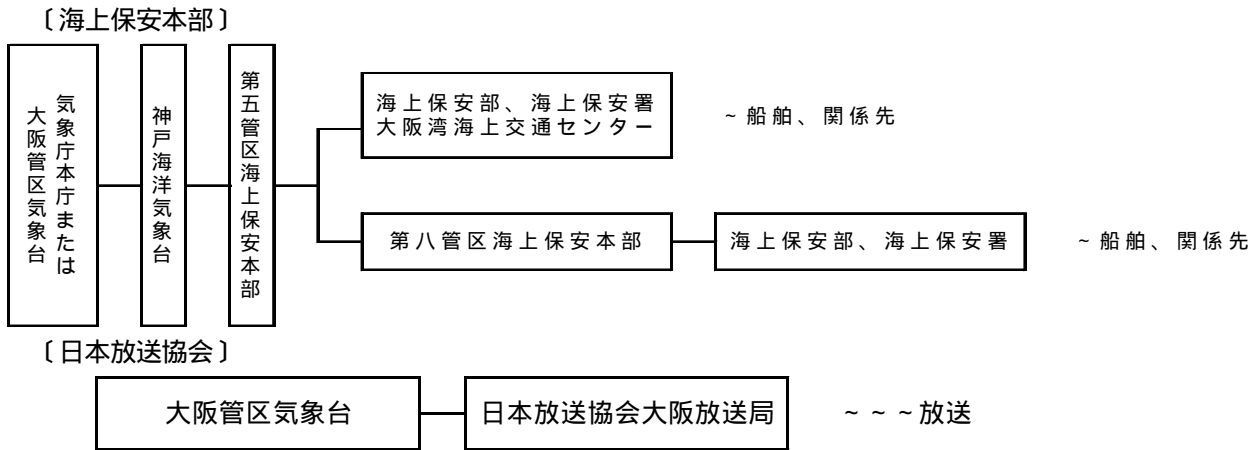 〔海上保安本部〕
気象庁本庁または
大阪管区気象台
神戸海洋気象台
第五管区海上保安本部
海上保安部、海上保安署
大阪湾海上交通センター
~船舶、関係先
第八管区海上保安本部
海上保安部、海上保安署
~船舶、関係先
〔日本放送協会〕
大阪管区気象台
日本放送協会大阪放送局
~~~放送